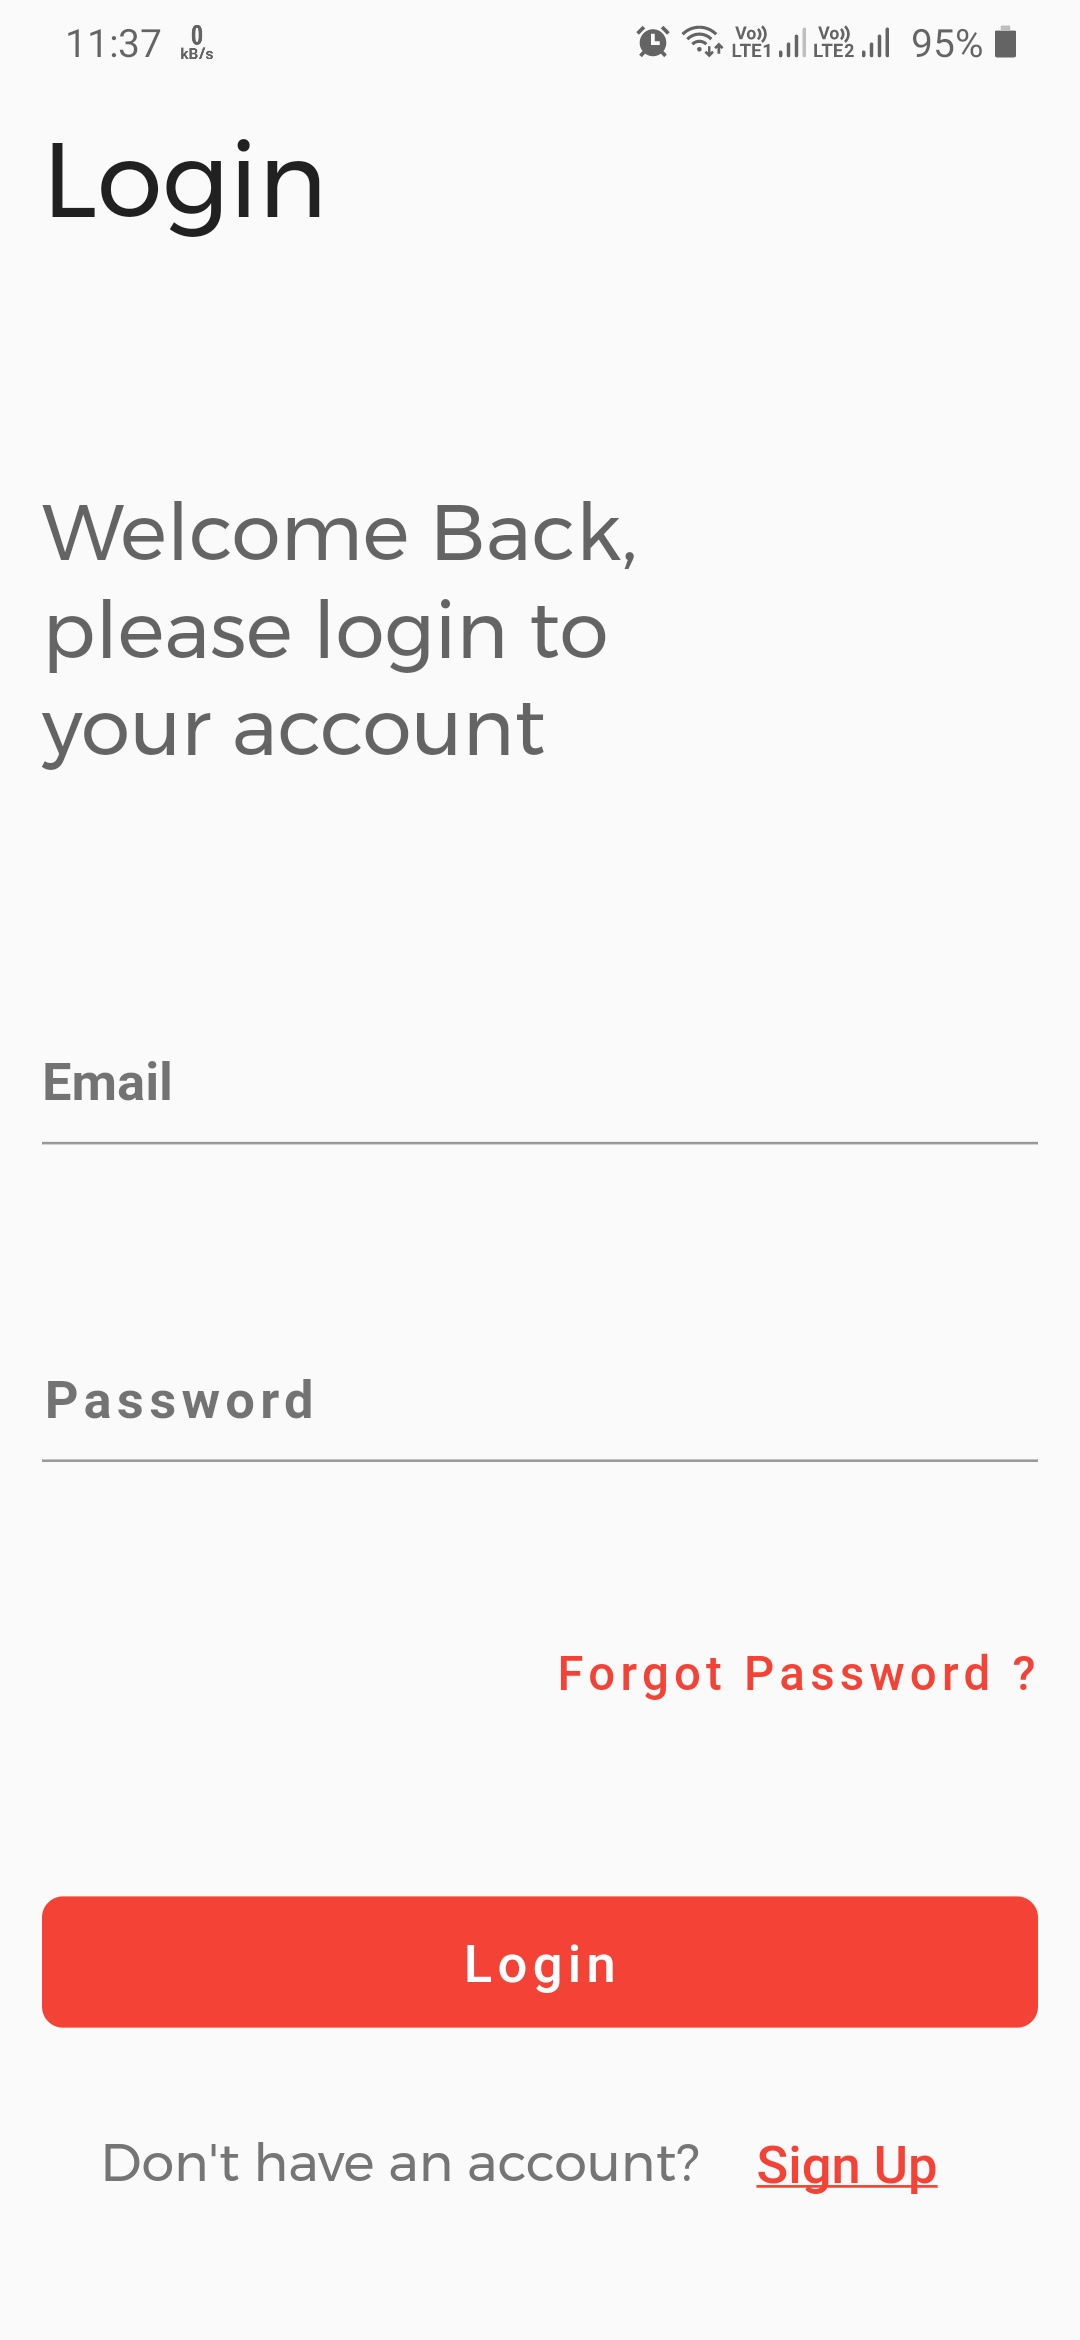 11:37 0 kB/s Vo)) LTE1 Vo)) LTE2 95%
Login
Welcome Back,
please login to
your account
Email
Password
Forgot Password ?
Login
Don't have an account? Sign Up